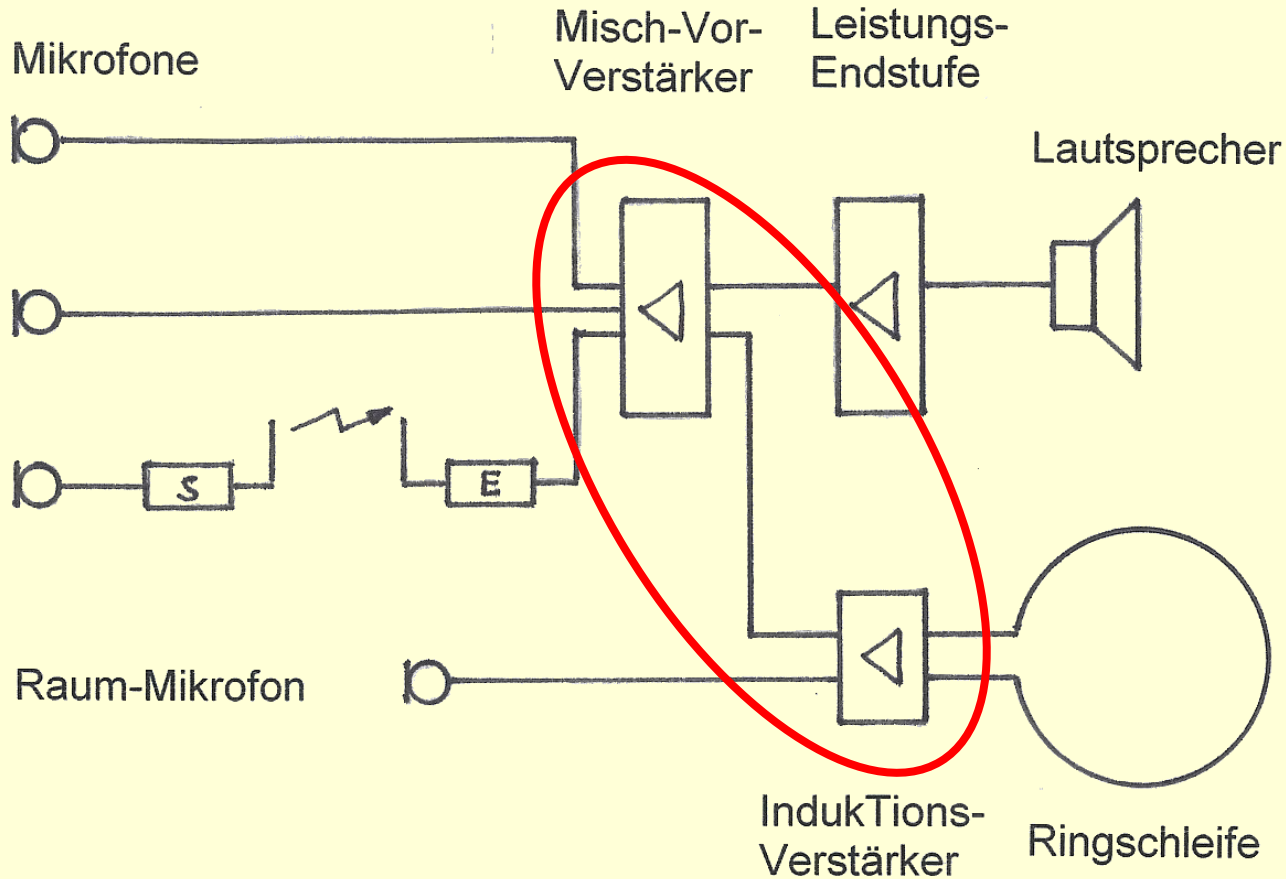 Mikrofone
Misch-Vor-
Verstärker
Leistungs-
Endstufe
Lautsprecher
S
E
Raum-Mikrofon
IndukTions-
Verstärker
Ringschleife